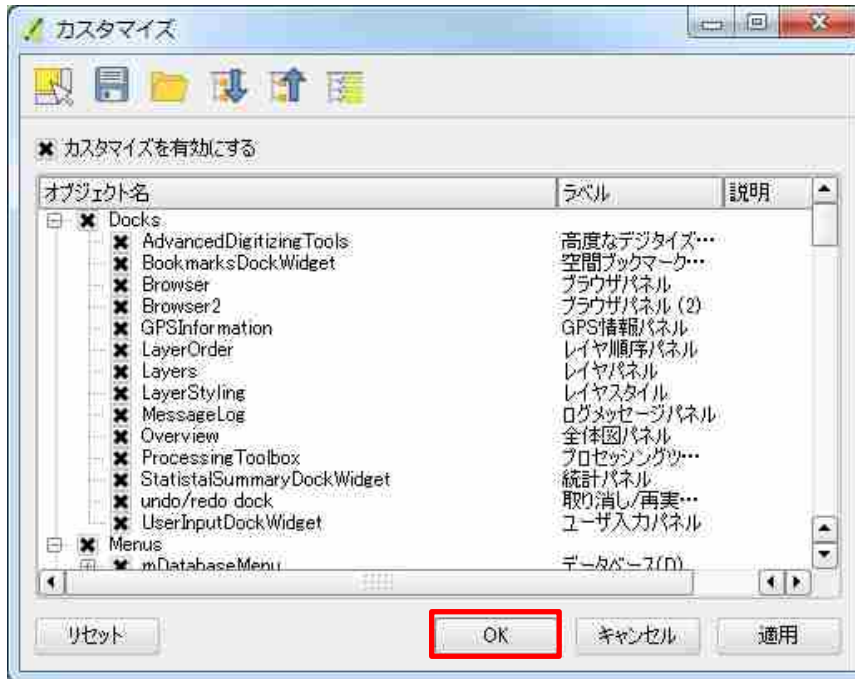 カスタマイズ
カスタマイズを有効にする
オブジェクト名 ラベル 説明
Docks
AdvancedDigitizingTools 高度なデジタイズ…
BookmarksDockWidget 空間ブックマーク…
Browser ブラウザパネル
Browser2 ブラウザパネル (2)
GPSInformation GPS情報パネル
LayerOrder レイヤ順序パネル
Layers レイヤパネル
LayerStyling レイヤスタイル
MessageLog ログメッセージパネル
Overview 全体図パネル
ProcessingToolbox プロセッシングツ…
StatistalSummaryDockWidget 統計パネル
undo/redo dock 取り消し/再実…
UserInputDockWidget ユーザ入力パネル
Menus
mDatabaseMenu データベース(D)
リセット OK キャンセル 適用